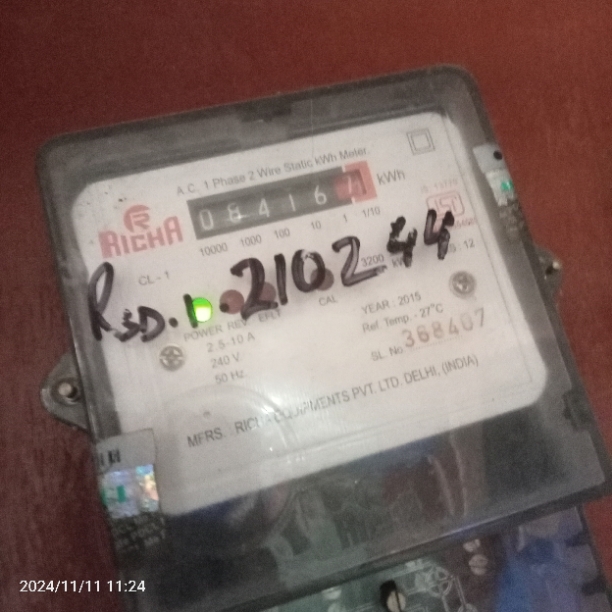 A.C. 1 Phase 2 Wire Static kWh Meter.
RICHA
08416 kWh
10000 1000 100 10 1 1/10
CL-1
3200
RSD.1.210244
POWER REV. EFLT CAL
2.5-10 A
240 V
50 Hz.
YEAR: 2015
Ref. Temp.-27°C
SL. No. 368407
MFRS. PVT. LTD. DELHI, (INDIA)
2024/11/11 11:24